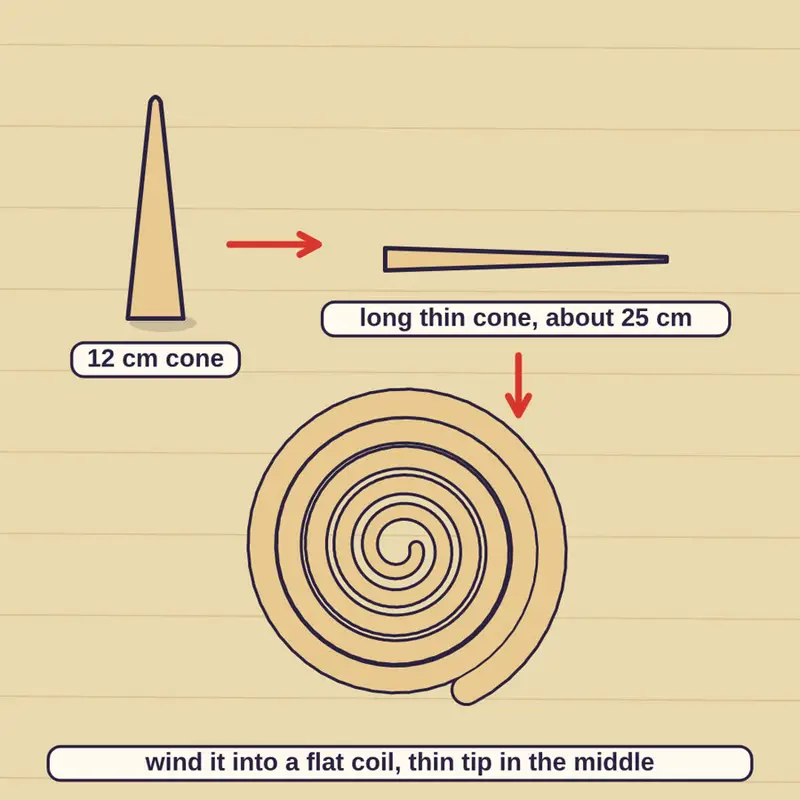 12 cm cone
long thin cone, about 25 cm
wind it into a flat coil, thin tip in the middle